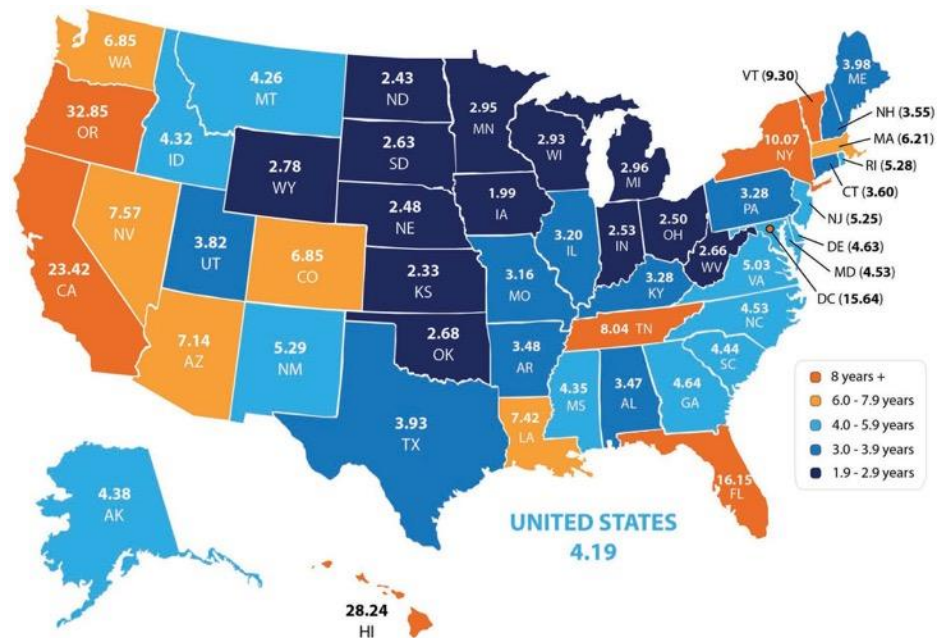 6.85
WA
32.85
OR
23.42
CA
7.57
NV
4.32
ID
4.26
MT
2.78
WY
3.82
UT
6.85
CO
7.14
AZ
5.29
NM
2.43
ND
2.63
SD
2.48
NE
2.33
KS
2.68
OK
3.93
TX
2.95
MN
1.99
IA
3.16
MO
3.48
AR
7.42
LA
2.93
WI
3.20
IL
2.96
MI
2.53
IN
2.50
OH
3.28
KY
8.04 TN
4.35
MS
3.47
AL
4.64
GA
16.15
FL
4.44
SC
4.53
NC
5.03
VA
2.66
WV
3.28
PA
10.07
NY
3.98
ME
VT (9.30)
NH (3.55)
MA (6.21)
RI (5.28)
CT (3.60)
NJ (5.25)
DE (4.63)
MD (4.53)
DC (15.64)
8 years +
6.0 - 7.9 years
4.0 - 5.9 years
3.0 - 3.9 years
1.9 - 2.9 years
4.38
AK
28.24
HI
UNITED STATES
4.19